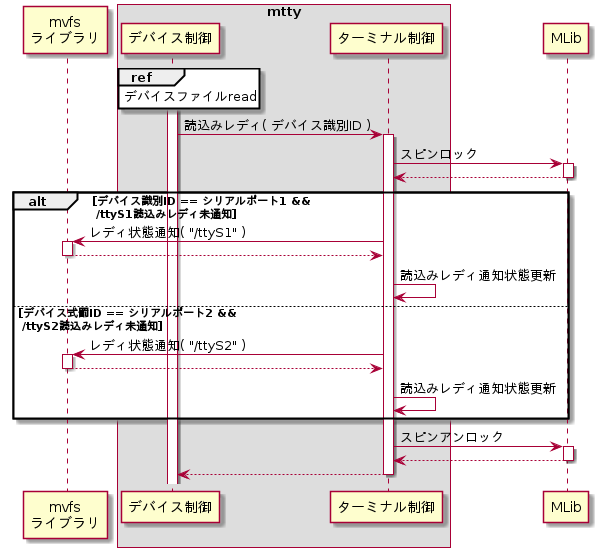 mtty
mvfs
ライブラリ
デバイス制御
ターミナル制御
MLib
ref
デバイスファイルread
読込みレディ( デバイス識別ID )
スピンロック
alt
[デバイス識別ID == シリアルポート1 &&
/ttyS1読込みレディ未通知]
レディ状態通知( "/ttyS1" )
読込みレディ通知状態更新
[デバイス式罰ID == シリアルポート2 &&
/ttyS2読込みレディ未通知]
レディ状態通知( "/ttyS2" )
読込みレディ通知状態更新
スピンアンロック
mvfs
ライブラリ
デバイス制御
ターミナル制御
MLib